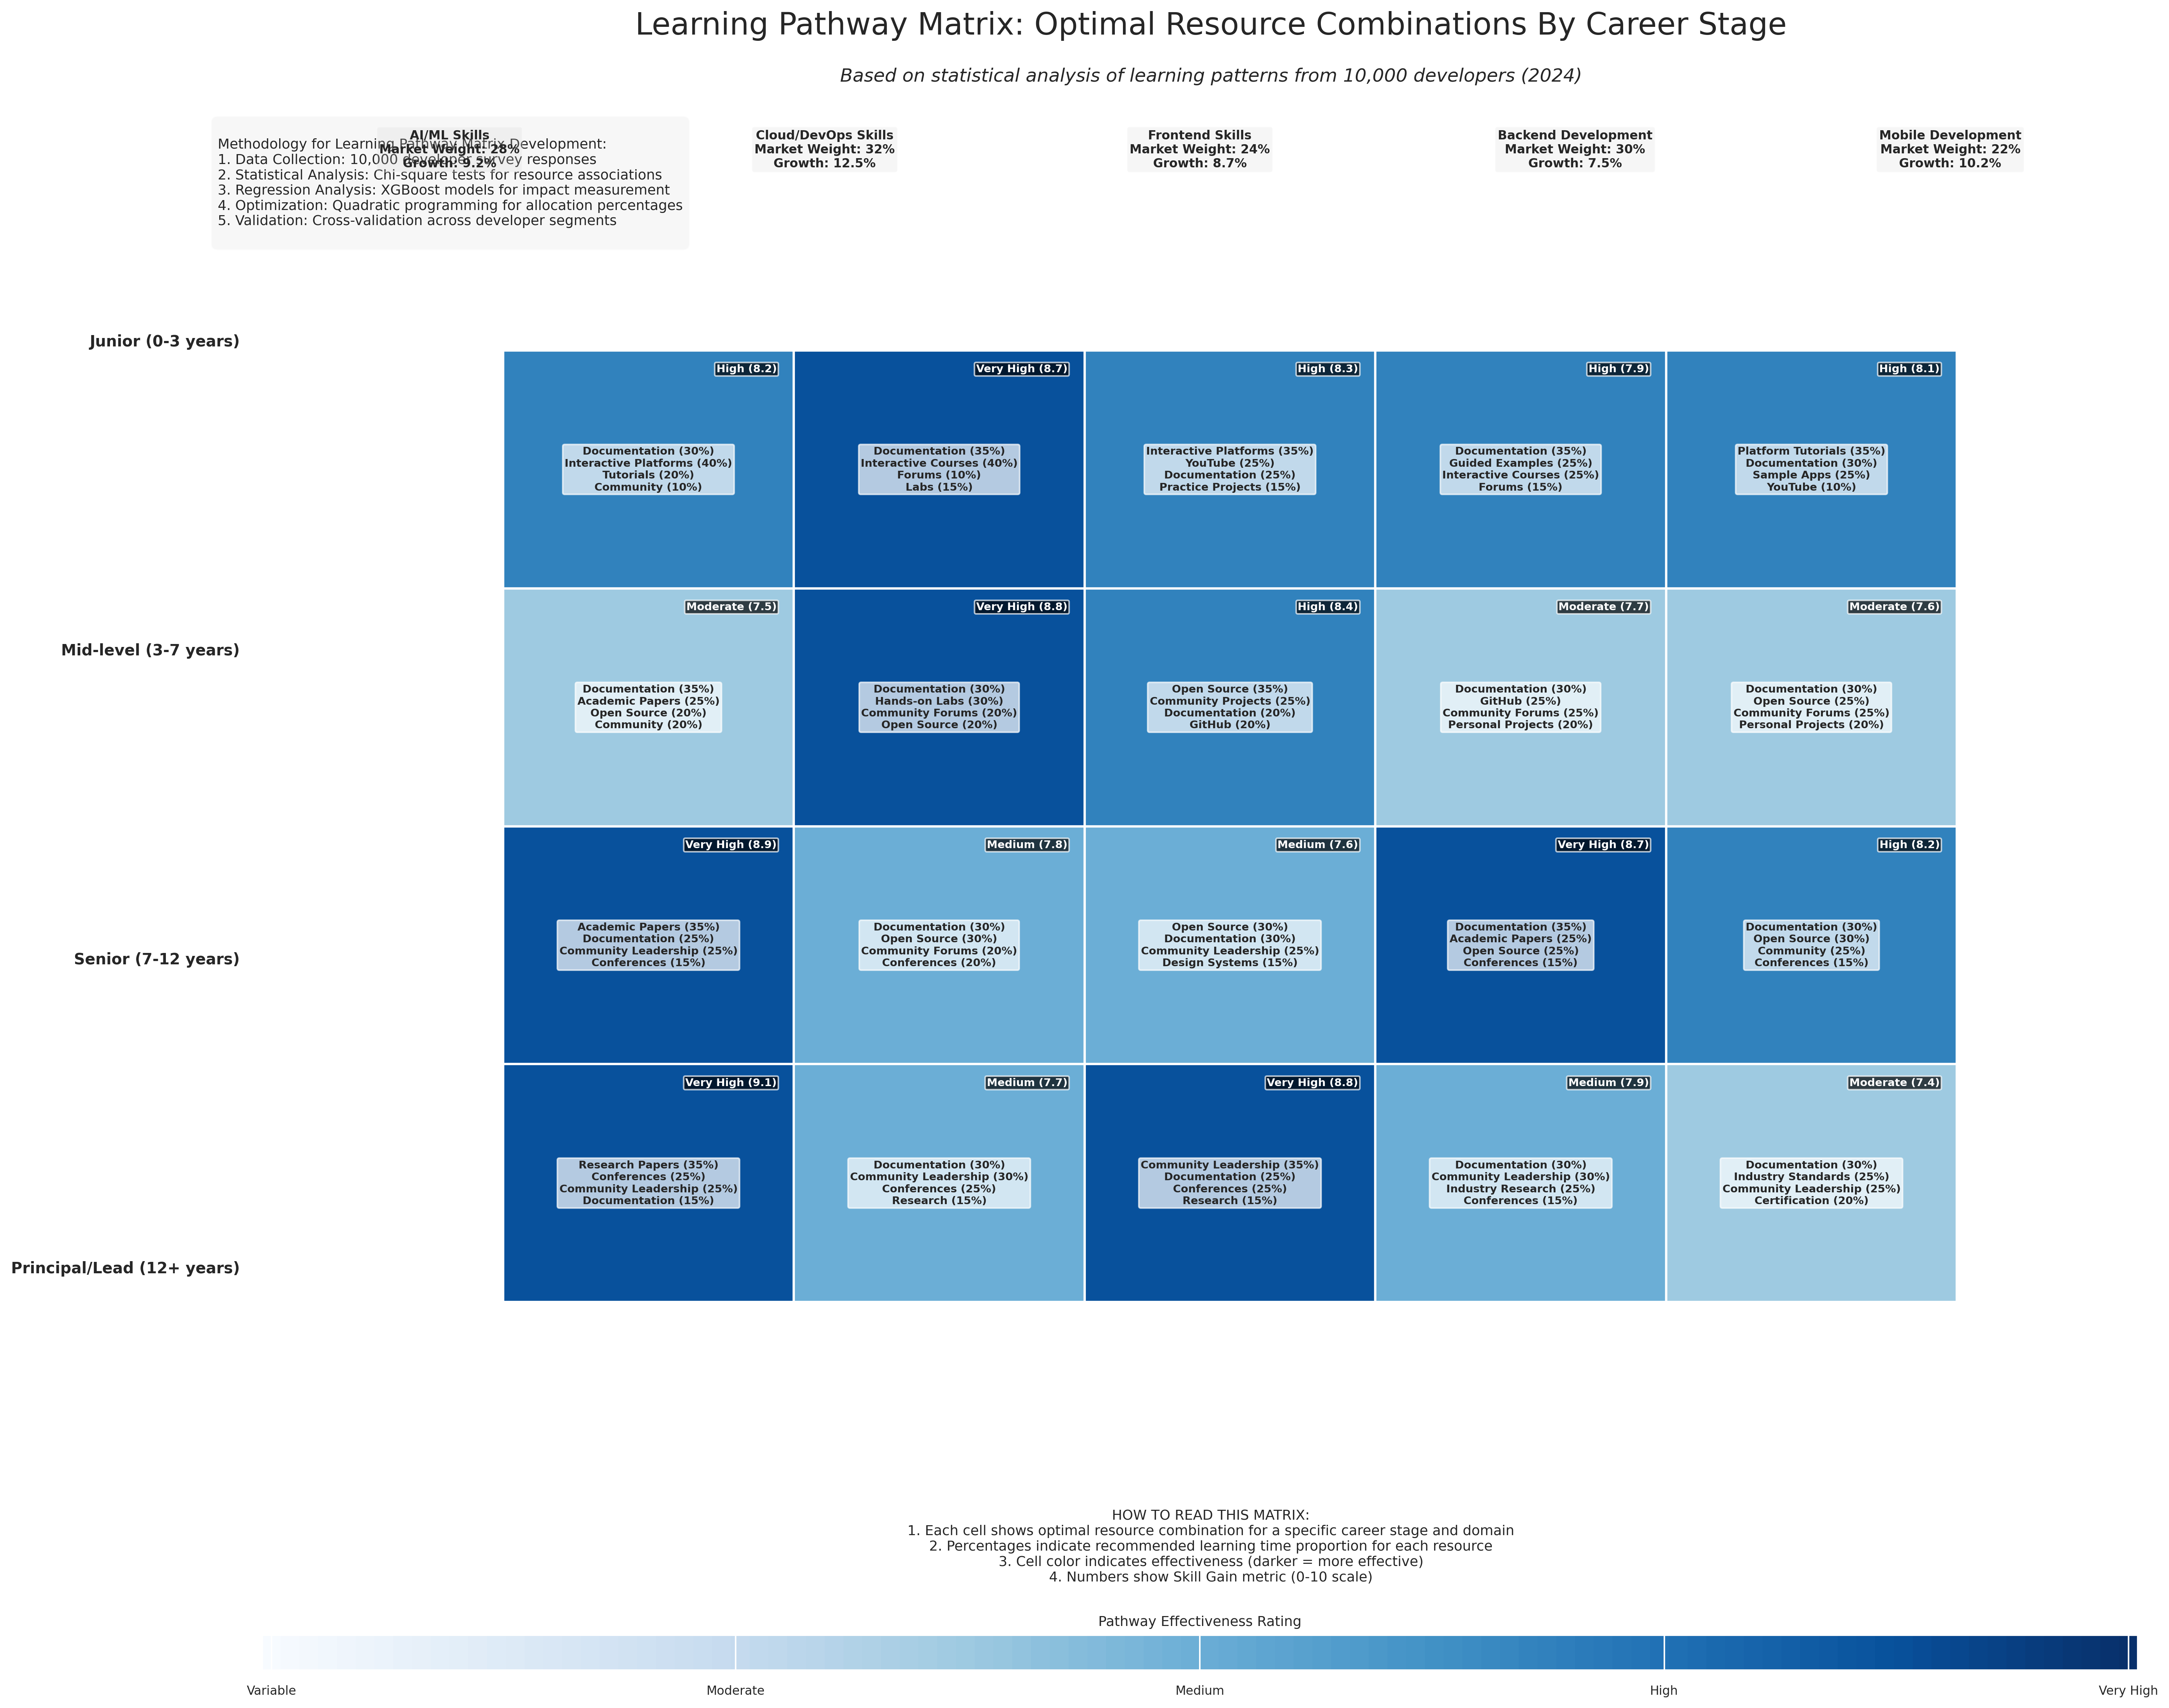 Learning Pathway Matrix: Optimal Resource Combinations By Career Stage
Based on statistical analysis of learning patterns from 10,000 developers (2024)
AI/ML Skills
Market Weight: 28%
Growth: 9.2%
Methodology for Learning Pathway Matrix Development:
1. Data Collection: 10,000 developer survey responses
2. Statistical Analysis: Chi-square tests for resource associations
3. Regression Analysis: XGBoost models for impact measurement
4. Optimization: Quadratic programming for allocation percentages
5. Validation: Cross-validation across developer segments
Cloud/DevOps Skills
Market Weight: 32%
Growth: 12.5%
Frontend Skills
Market Weight: 24%
Growth: 8.7%
Backend Development
Market Weight: 30%
Growth: 7.5%
Mobile Development
Market Weight: 22%
Growth: 10.2%
Junior (0-3 years)
High (8.2)
Documentation (30%)
Interactive Platforms (40%)
Tutorials (20%)
Community (10%)
Very High (8.7)
Documentation (35%)
Interactive Courses (40%)
Forums (10%)
Labs (15%)
High (8.3)
Interactive Platforms (35%)
YouTube (25%)
Documentation (25%)
Practice Projects (15%)
High (7.9)
Documentation (35%)
Guided Examples (25%)
Interactive Courses (25%)
Forums (15%)
High (8.1)
Platform Tutorials (35%)
Documentation (30%)
Sample Apps (25%)
YouTube (10%)
Mid-level (3-7 years)
Moderate (7.5)
Documentation (35%)
Academic Papers (25%)
Open Source (20%)
Community (20%)
Very High (8.8)
Documentation (30%)
Hands-on Labs (30%)
Community Forums (20%)
Open Source (20%)
High (8.4)
Open Source (35%)
Community Projects (25%)
Documentation (20%)
GitHub (20%)
Moderate (7.7)
Documentation (30%)
GitHub (25%)
Community Forums (25%)
Personal Projects (20%)
Moderate (7.6)
Documentation (30%)
Open Source (25%)
Community Forums (25%)
Personal Projects (20%)
Senior (7-12 years)
Very High (8.9)
Academic Papers (35%)
Documentation (25%)
Community Leadership (25%)
Conferences (15%)
Medium (7.8)
Documentation (30%)
Open Source (30%)
Community Forums (20%)
Conferences (20%)
Medium (7.6)
Open Source (30%)
Documentation (30%)
Community Leadership (25%)
Design Systems (15%)
Very High (8.7)
Documentation (35%)
Academic Papers (25%)
Open Source (25%)
Conferences (15%)
High (8.2)
Documentation (30%)
Open Source (30%)
Community (25%)
Conferences (15%)
Principal/Lead (12+ years)
Very High (9.1)
Research Papers (35%)
Conferences (25%)
Community Leadership (25%)
Documentation (15%)
Medium (7.7)
Documentation (30%)
Community Leadership (30%)
Conferences (25%)
Research (15%)
Very High (8.8)
Community Leadership (35%)
Documentation (25%)
Conferences (25%)
Research (15%)
Medium (7.9)
Documentation (30%)
Community Leadership (30%)
Industry Research (25%)
Conferences (15%)
Moderate (7.4)
Documentation (30%)
Industry Standards (25%)
Community Leadership (25%)
Certification (20%)
HOW TO READ THIS MATRIX:
1. Each cell shows optimal resource combination for a specific career stage and domain
2. Percentages indicate recommended learning time proportion for each resource
3. Cell color indicates effectiveness (darker = more effective)
4. Numbers show Skill Gain metric (0-10 scale)
Pathway Effectiveness Rating
Variable
Moderate
Medium
High
Very High